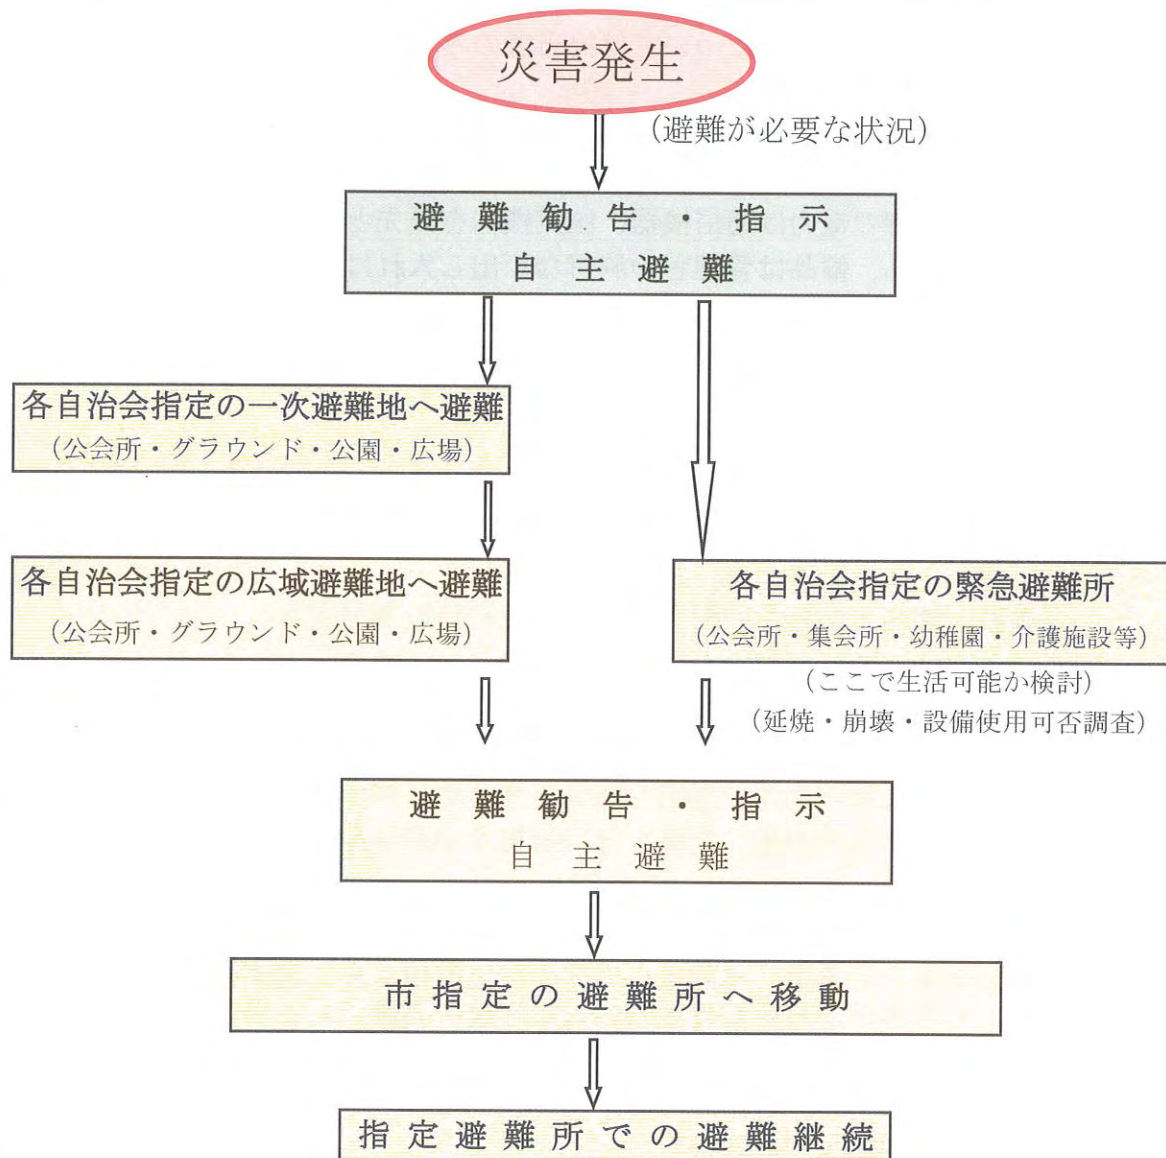 災害発生
（避難が必要な状況）
避難勧告・指示
自主避難
各自治会指定の一次避難地へ避難
（公会所・グラウンド・公園・広場）
各自治会指定の広域避難地へ避難
（公会所・グラウンド・公園・広場）
各自治会指定の緊急避難所
（公会所・集会所・幼稚園・介護施設等）
（ここで生活可能か検討）
（延焼・崩壊・設備使用可否調査）
避難勧告・指示
自主避難
市指定の避難所へ移動
指定避難所での避難継続